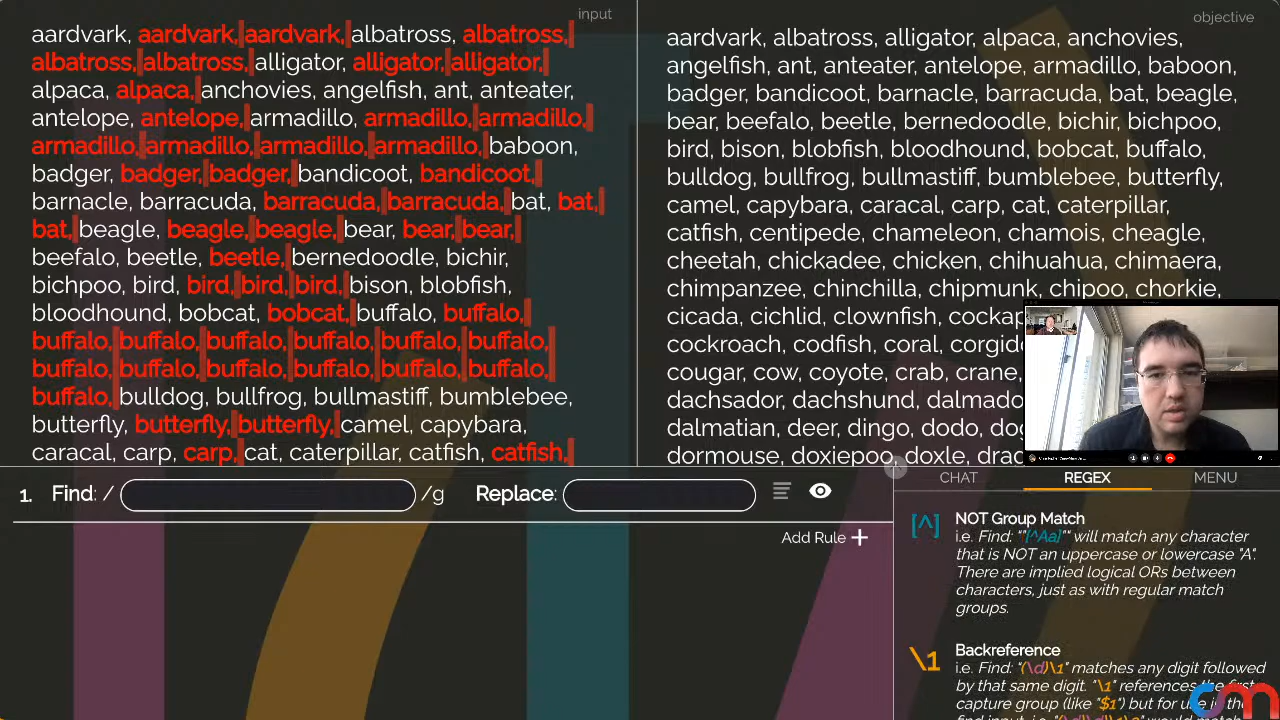 input
aardvark, aardvark, aardvark, albatross, albatross,
albatross, albatross, alligator, alligator, alligator,
alpaca, alpaca, anchovies, angelfish, ant, anteater,
antelope, antelope, armadillo, armadillo, armadillo,
armadillo, armadillo, armadillo, armadillo, baboon,
badger, badger, badger, bandicoot, bandicoot,
barnacle, barracuda, barracuda, barracuda, bat, bat,
bat, beagle, beagle, beagle, bear, bear, bear,
beefalo, beetle, beetle, bernedoodle, bichir,
bichpoo, bird, bird, bird, bird, bison, blobfish,
bloodhound, bobcat, bobcat, buffalo, buffalo,
buffalo, buffalo, buffalo, buffalo, buffalo, buffalo,
buffalo, buffalo, buffalo, buffalo, buffalo, buffalo,
buffalo, bulldog, bullfrog, bullmastiff, bumblebee,
butterfly, butterfly, butterfly, camel, capybara,
caracal, carp, carp, cat, caterpillar, catfish, catfish,
objective
aardvark, albatross, alligator, alpaca, anchovies,
angelfish, ant, anteater, antelope, armadillo, baboon,
badger, bandicoot, barnacle, barracuda, bat, beagle,
bear, beefalo, beetle, bernedoodle, bichir, bichpoo,
bird, bison, blobfish, bloodhound, bobcat, buffalo,
bulldog, bullfrog, bullmastiff, bumblebee, butterfly,
camel, capybara, caracal, carp, cat, caterpillar,
catfish, centipede, chameleon, chamois, cheagle,
cheetah, chickadee, chicken, chihuahua, chimaera,
chimpanzee, chinchilla, chipmunk, chipoo, chorkie,
cicada, cichlid, clownfish, cockap
cockroach, codfish, coral, corgido
cougar, cow, coyote, crab, crane,
dachsador, dachshund, dalmado
dalmatian, deer, dingo, dodo, dog
dormouse, doxiepoo, doxle, drag
1. Find: / /g Replace:
Add Rule +
CHAT REGEX MENU
[^] NOT Group Match
i.e. Find: "[^Aa]" will match any character
that is NOT an uppercase or lowercase "A".
There are implied logical ORs between
characters, just as with regular match
groups.
\1 Backreference
i.e. Find: "(\d)\1" matches any digit followed
by that same digit. "\1" references the first
capture group (like "$1") but for use in the